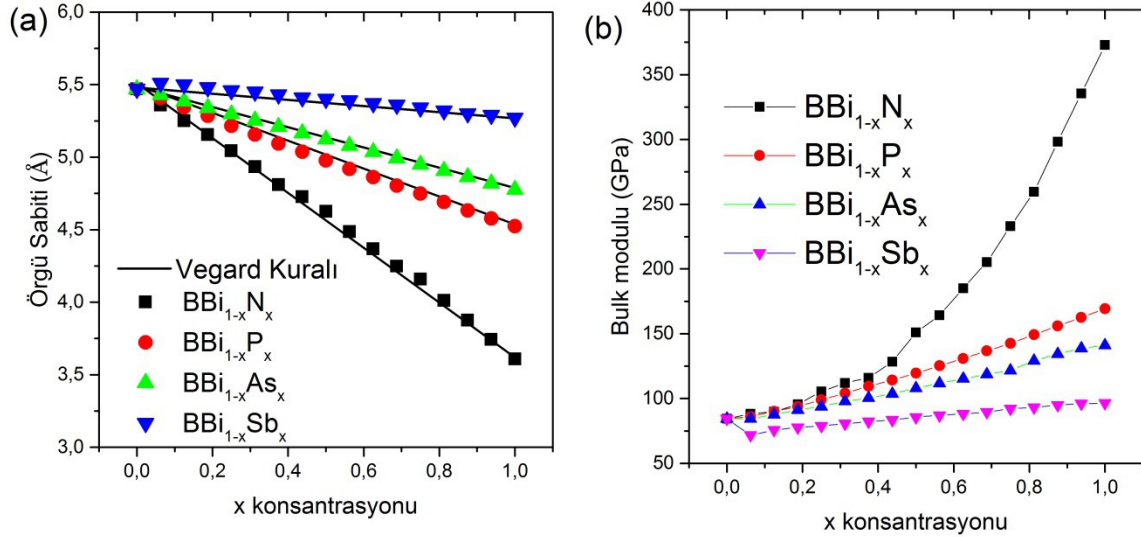 (a)
6,0
5,5
5,0
4,5
4,0
3,5
3,0
Örgü Sabiti (Å)
Vegard Kuralı
BBi1-xNx
BBi1-xPx
BBi1-xAsx
BBi1-xSbx
0,0 0,2 0,4 0,6 0,8 1,0
x konsantrasyonu
(b)
400
350
300
250
200
150
100
50
Bulk modulu (GPa)
BBi1-xNx
BBi1-xPx
BBi1-xAsx
BBi1-xSbx
0,0 0,2 0,4 0,6 0,8 1,0
x konsantrasyonu